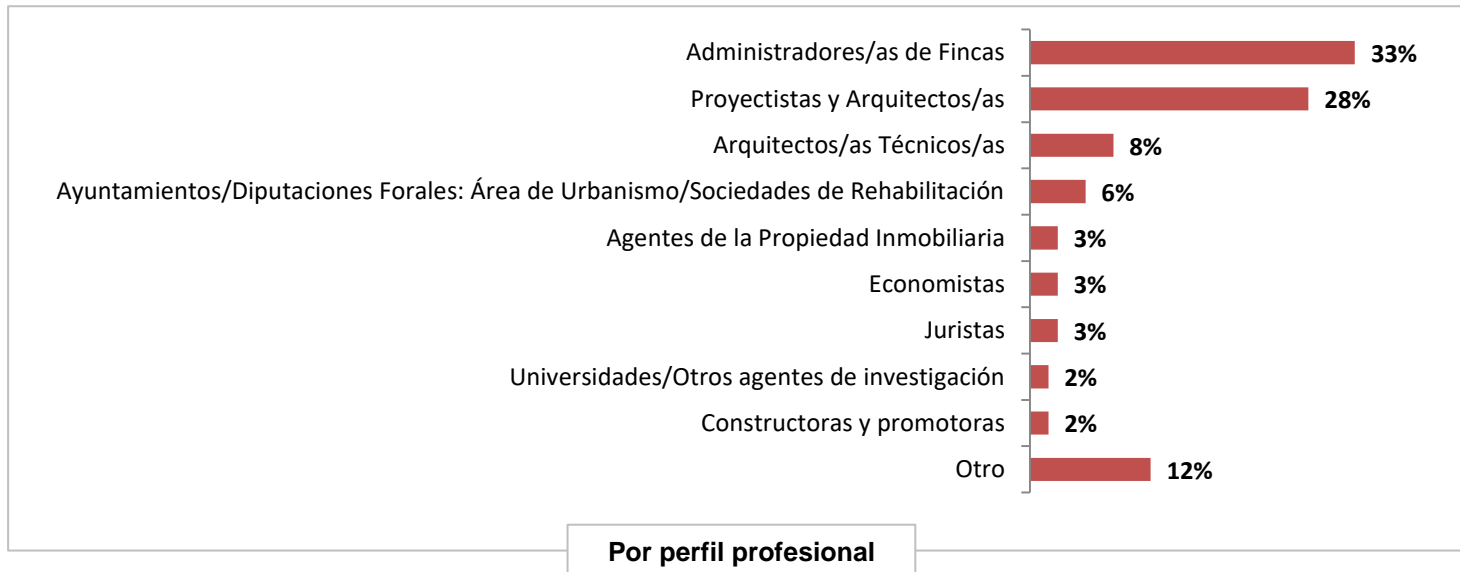 Administradores/as de Fincas 33%
Proyectistas y Arquitectos/as 28%
Arquitectos/as Técnicos/as 8%
Ayuntamientos/Diputaciones Forales: Área de Urbanismo/Sociedades de Rehabilitación 6%
Agentes de la Propiedad Inmobiliaria 3%
Economistas 3%
Juristas 3%
Universidades/Otros agentes de investigación 2%
Constructoras y promotoras 2%
Otro 12%
Por perfil profesional